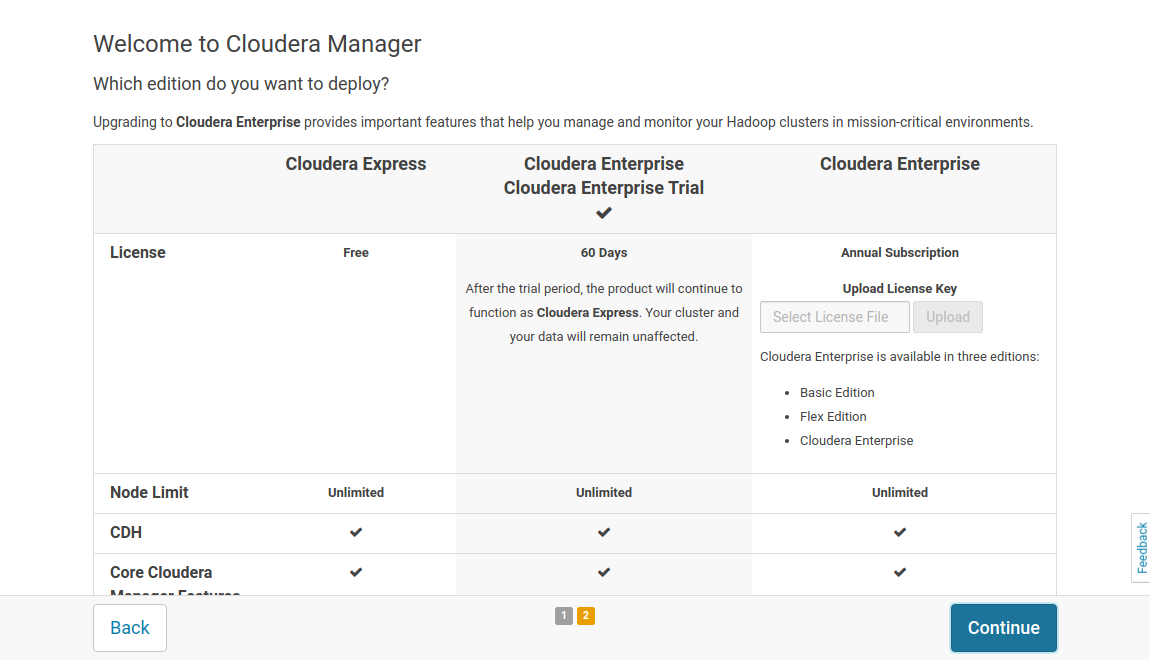 Welcome to Cloudera Manager
Which edition do you want to deploy?
Upgrading to Cloudera Enterprise provides important features that help you manage and monitor your Hadoop clusters in mission-critical environments.
Cloudera Express
Cloudera Enterprise
Cloudera Enterprise Trial
Cloudera Enterprise
License
Free
60 Days
After the trial period, the product will continue to
function as Cloudera Express. Your cluster and
your data will remain unaffected.
Annual Subscription
Upload License Key
Select License File
Upload
Cloudera Enterprise is available in three editions:
• Basic Edition
• Flex Edition
• Cloudera Enterprise
Node Limit
Unlimited
Unlimited
Unlimited
CDH
Core Cloudera
Manager Features
Feedback
Back
1 2
Continue